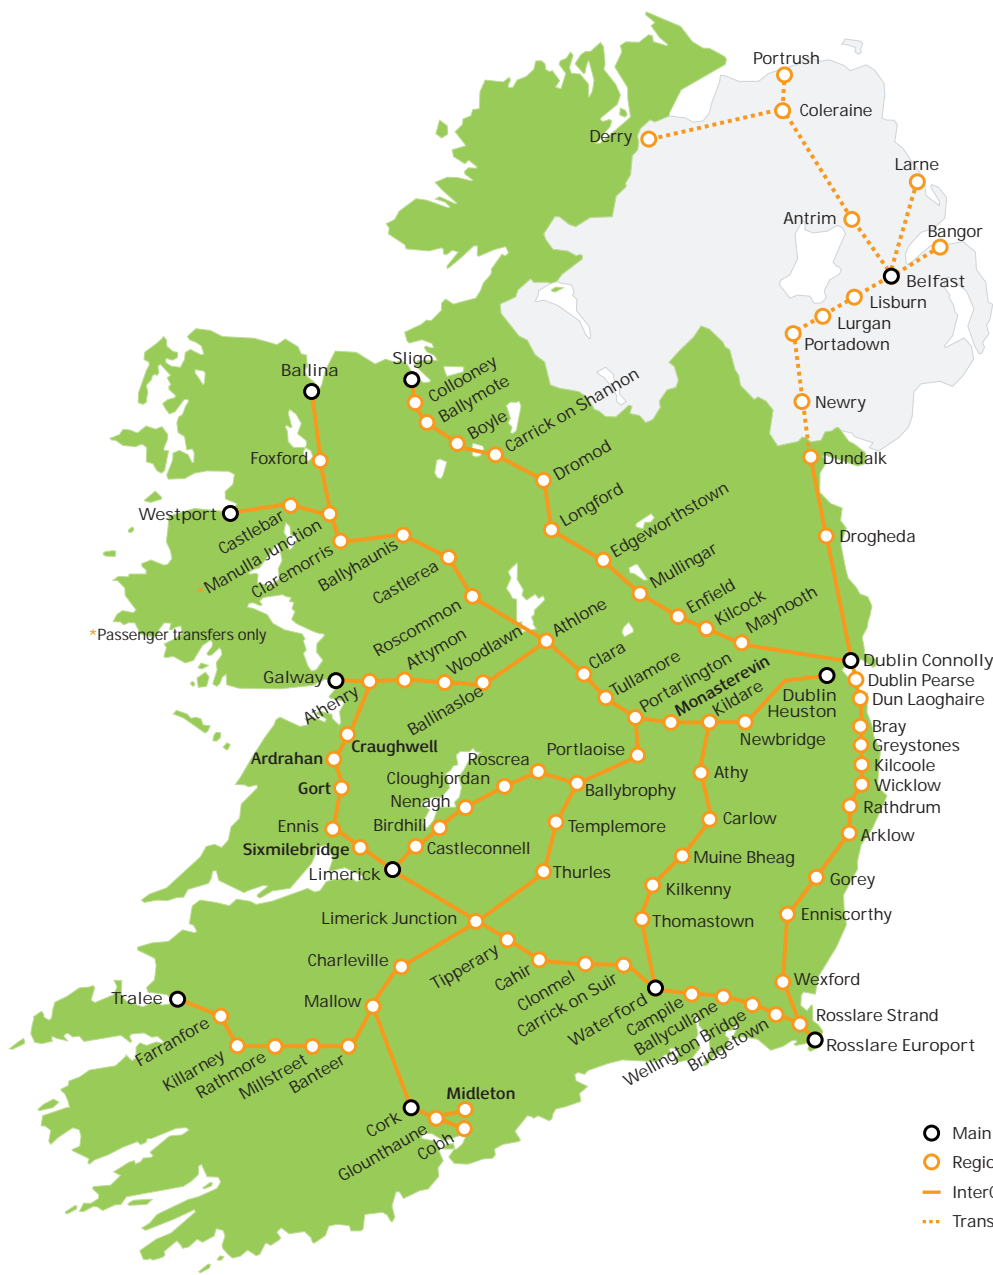 Portrush
Coleraine
Derry
Larne
Antrim
Bangor
Belfast
Lisburn
Lurgan
Portadown
Newry
Dundalk
Drogheda
Sligo
Collooney
Ballymote
Boyle
Carrick on Shannon
Dromod
Longford
Edgeworthstown
Mullingar
Enfield
Kilcock
Maynooth
Ballina
Foxford
Westport
Castlebar
*Manulla Junction
Claremorris
Ballyhaunis
Castlerea
Roscommon
*Passenger transfers only
Athlone
Clara
Tullamore
Portarlington
Monasterevin
Kildare
Newbridge
Dublin
Heuston
Dublin Connolly
Dublin Pearse
Dun Laoghaire
Bray
Greystones
Kilcoole
Wicklow
Rathdrum
Arklow
Gorey
Enniscorthy
Wexford
Rosslare Strand
Rosslare Europort
Galway
Athenry
Attymon
Woodlawn
Ballinasloe
Craughwell
Ardrahan
Gort
Ennis
Sixmilebridge
Limerick
Portlaoise
Roscrea
Cloughjordan
Nenagh
Birdhill
Castleconnell
Ballybrophy
Templemore
Thurles
Athy
Carlow
Muine Bheag
Kilkenny
Thomastown
Limerick Junction
Charleville
Tipperary
Cahir
Clonmel
Carrick on Suir
Waterford
Campile
Ballycullane
Wellington Bridge
Bridgetown
Mallow
Tralee
Farranfore
Killarney
Rathmore
Millstreet
Banteer
Cork
Glounthaune
Midleton
Cobh
Main
Regio
Inter
Trans